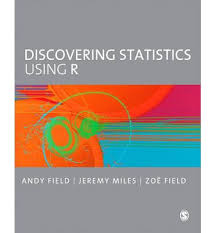 DISCOVERING STATISTICS
USING R
ANDY FIELD | JEREMY MILES | ZOË FIELD
SAGE